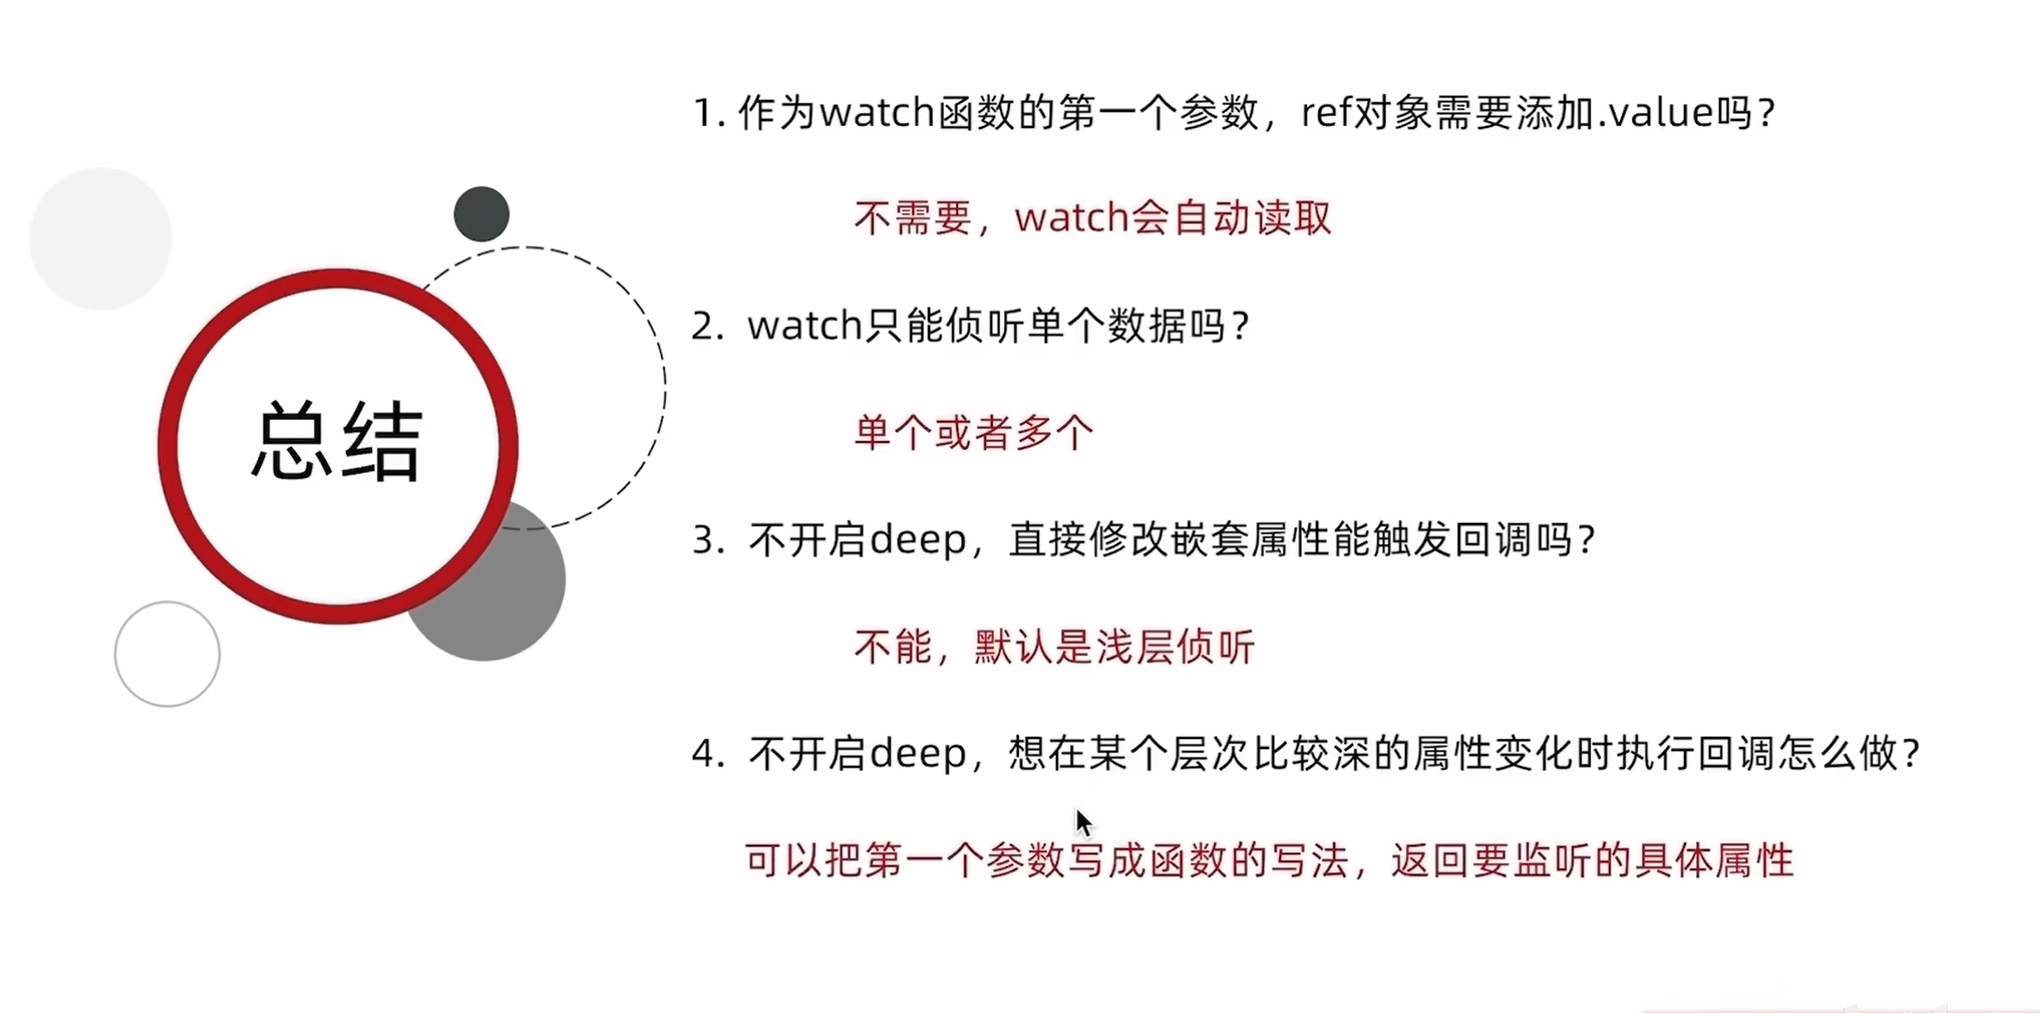 总结
1. 作为watch函数的第一个参数，ref对象需要添加.value吗？
不需要，watch会自动读取
2. watch只能侦听单个数据吗？
单个或者多个
3. 不开启deep，直接修改嵌套属性能触发回调吗？
不能，默认是浅层侦听
4. 不开启deep，想在某个层次比较深的属性变化时执行回调怎么做？
可以把第一个参数写成函数的写法，返回要监听的具体属性